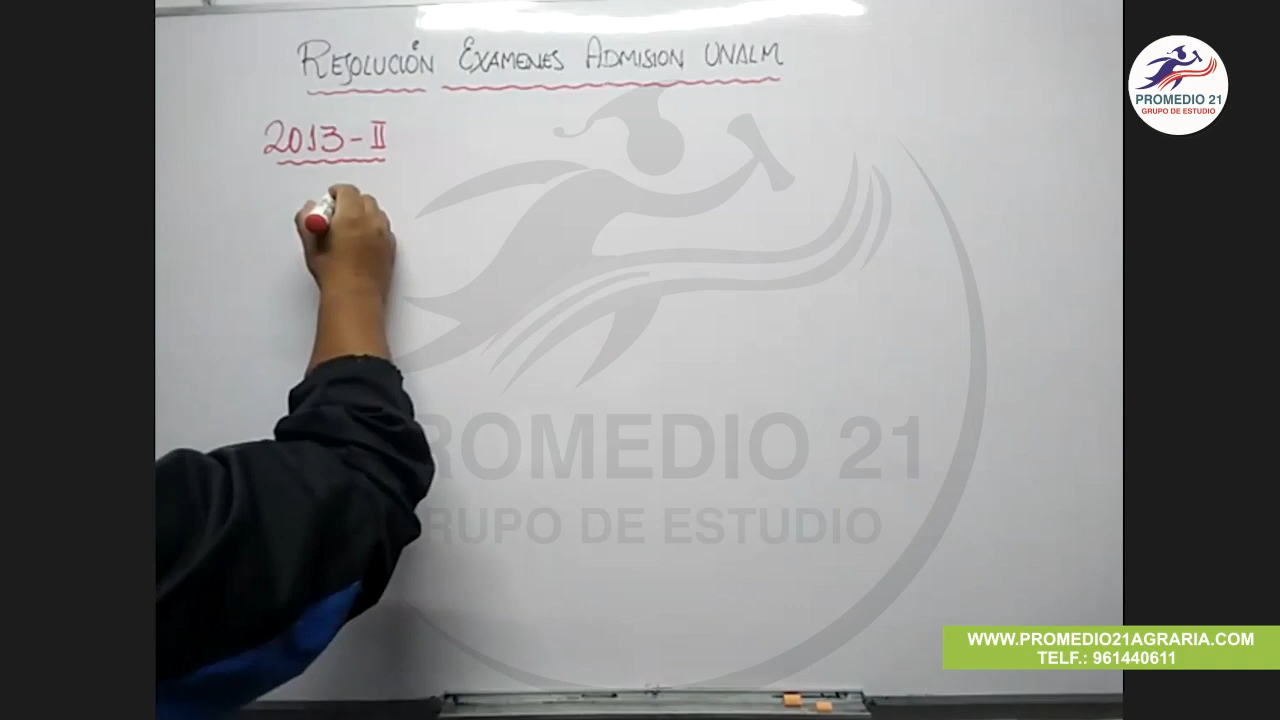 RESOLUCIÓN EXAMENES ADMISION UNALM
2013-II
PROMEDIO 21
GRUPO DE ESTUDIO
PROMEDIO 21
GRUPO DE ESTUDIO
WWW.PROMEDIO21AGRARIA.COM
TELF.: 961440611